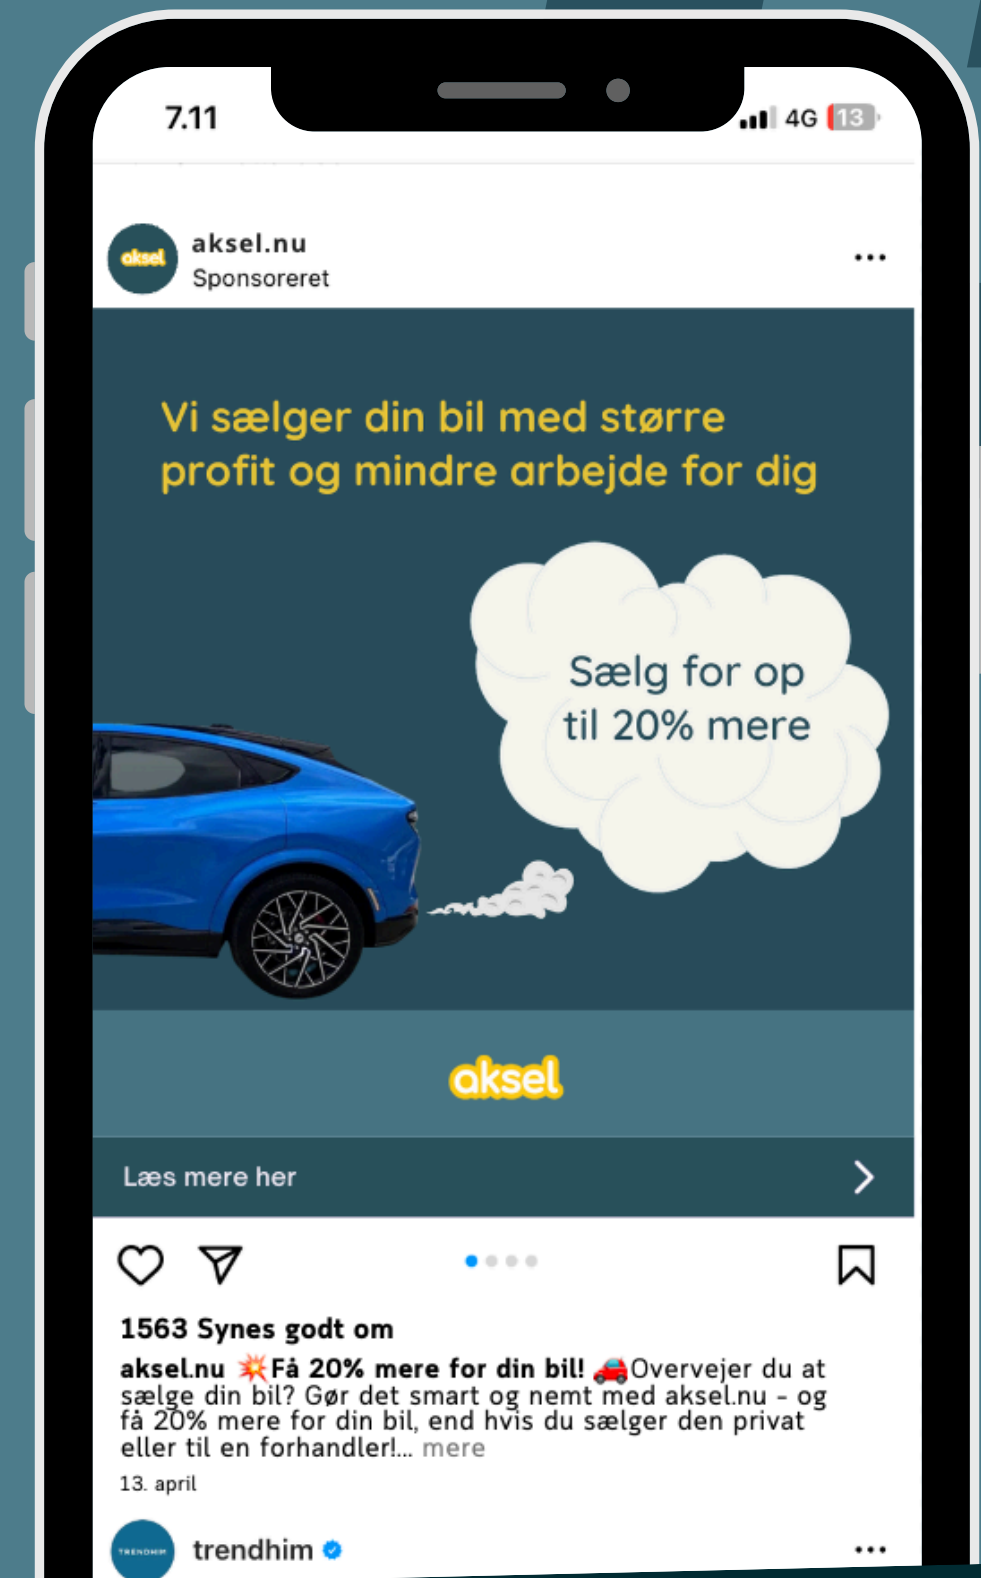 7.11
4G 13
aksel
aksel.nu
Sponsoreret
Vi sælger din bil med større
profit og mindre arbejde for dig
Sælg for op
til 20% mere
aksel
Læs mere her
1563 Synes godt om
aksel.nu 💥Få 20% mere for din bil! 🚗Overvejer du at
sælge din bil? Gør det smart og nemt med aksel.nu - og
få 20% mere for din bil, end hvis du sælger den privat
eller til en forhandler!... mere
13. april
TRENDHIM
trendhim